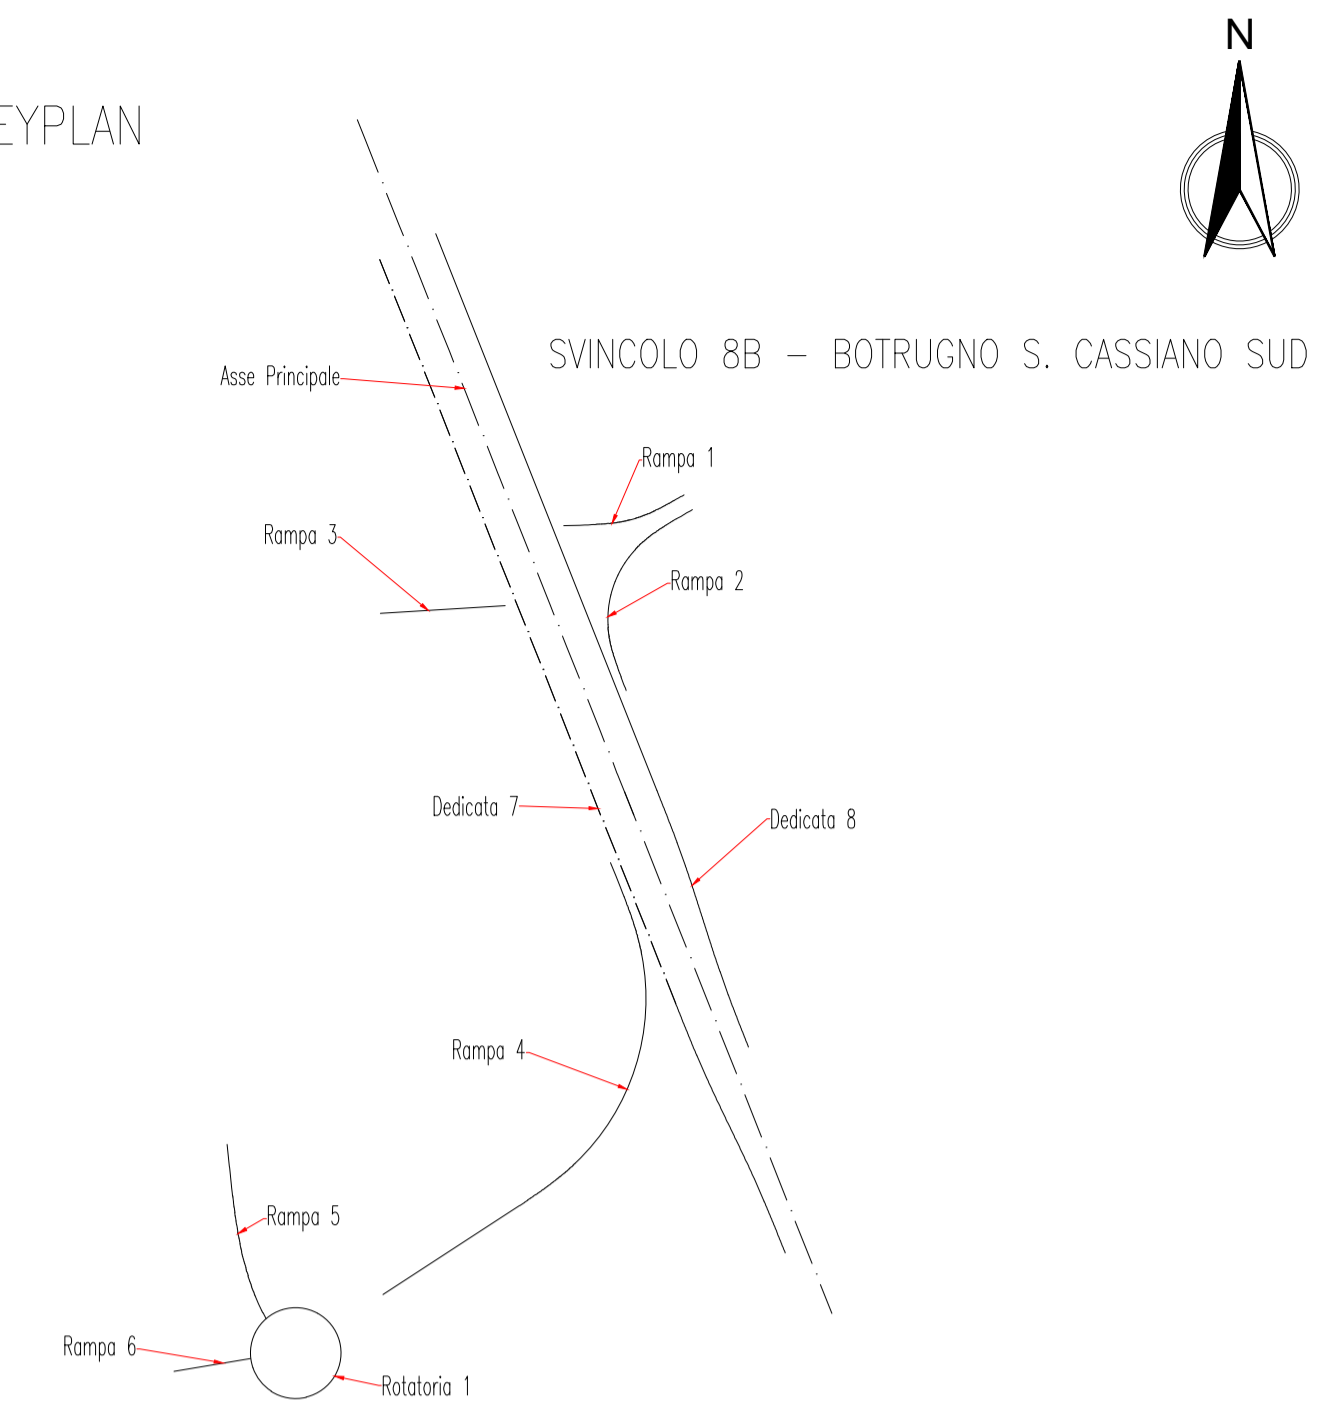 N
EYPLAN
SVINCOLO 8B – BOTRUGNO S. CASSIANO SUD
Asse Principale
Rampa 1
Rampa 3
Rampa 2
Dedicata 7
Dedicata 8
Rampa 4
Rampa 5
Rampa 6
Rotatoria 1